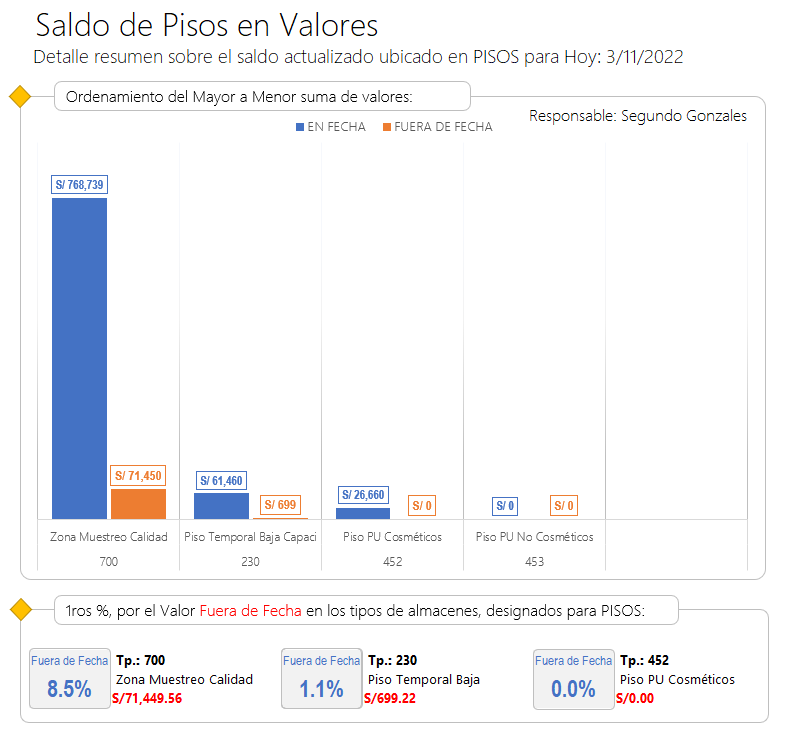 Saldo de Pisos en Valores
Detalle resumen sobre el saldo actualizado ubicado en PISOS para Hoy: 3/11/2022
Ordenamiento del Mayor a Menor suma de valores:
Responsable: Segundo Gonzales
EN FECHA FUERA DE FECHA
S/ 768,739
S/ 71,450
S/ 61,460
S/ 699
S/ 26,660
S/ 0
S/ 0
S/ 0
Zona Muestreo Calidad Piso Temporal Baja Capaci Piso PU Cosméticos Piso PU No Cosméticos
700 230 452 453
1ros %, por el Valor Fuera de Fecha en los tipos de almacenes, designados para PISOS:
Fuera de Fecha
8.5%
Tp.: 700
Zona Muestreo Calidad
S/71,449.56
Fuera de Fecha
1.1%
Tp.: 230
Piso Temporal Baja
S/699.22
Fuera de Fecha
0.0%
Tp.: 452
Piso PU Cosméticos
S/0.00